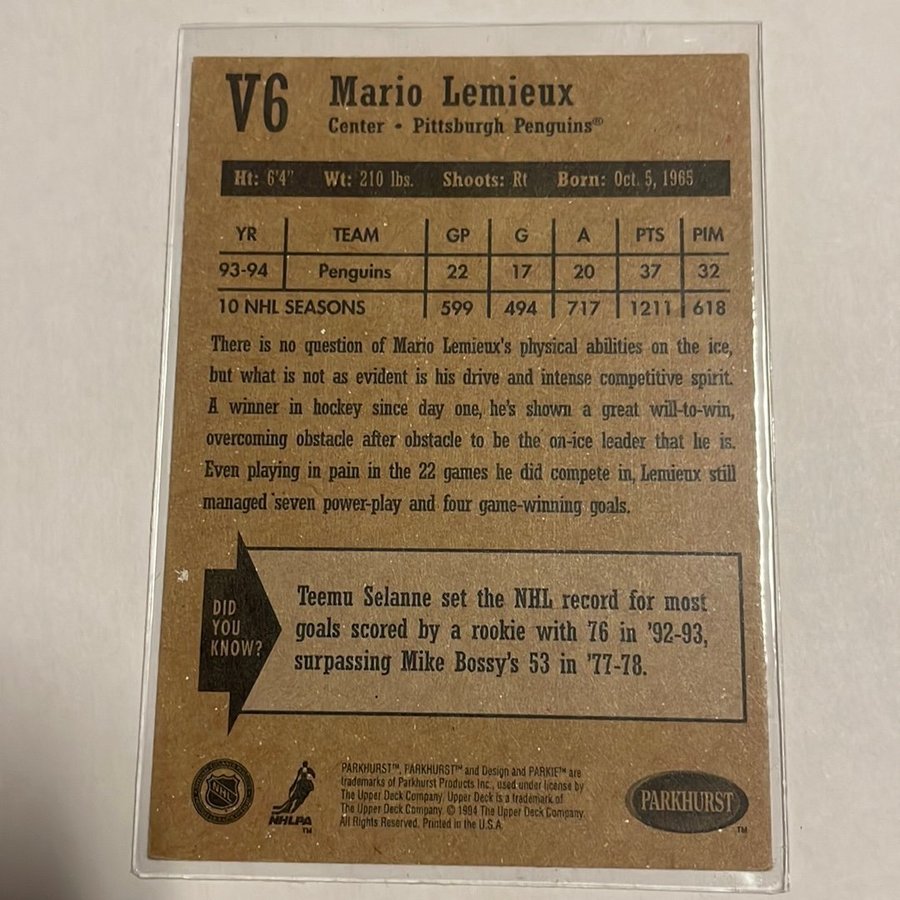 V6 Mario Lemieux
Center • Pittsburgh Penguins®
Ht: 6'4" Wt: 210 lbs. Shoots: Rt Born: Oct. 5, 1965
YR TEAM GP G A PTS PIM
93-94 Penguins 22 17 20 37 32
10 NHL SEASONS 599 494 717 1211 618
There is no question of Mario Lemieux's physical abilities on the ice,
but what is not as evident is his drive and intense competitive spirit.
A winner in hockey since day one, he's shown a great will-to-win,
overcoming obstacle after obstacle to be the on-ice leader that he is.
Even playing in pain in the 22 games he did compete in, Lemieux still
managed seven power-play and four game-winning goals.
DID
YOU
KNOW?
Teemu Selanne set the NHL record for most
goals scored by a rookie with 76 in '92-93,
surpassing Mike Bossy's 53 in '77-78.
NHL
NHLPA
TM
PARKHURST™, PARKHURST™ and Design and PARKIE™ are
trademarks of Parkhurst Products Inc., used under license by
The Upper Deck Company. Upper Deck is a trademark of
The Upper Deck Company. © 1994 The Upper Deck Company.
All Rights Reserved. Printed in the U.S.A.
PARKHURST
TM